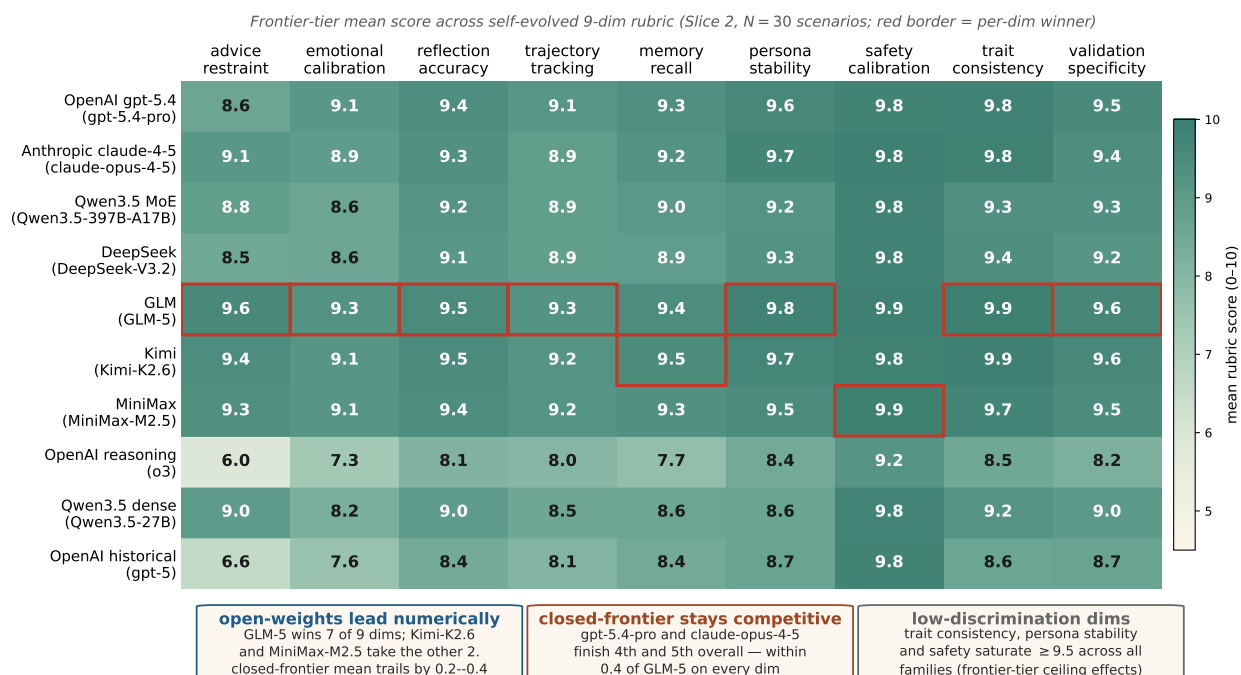 Frontier-tier mean score across self-evolved 9-dim rubric (Slice 2, N = 30 scenarios; red border = per-dim winner)
advice restraint
emotional calibration
reflection accuracy
trajectory tracking
memory recall
persona stability
safety calibration
trait consistency
validation specificity
OpenAI gpt-5.4
(gpt-5.4-pro)
8.6 9.1 9.4 9.1 9.3 9.6 9.8 9.8 9.5
Anthropic claude-4-5
(claude-opus-4-5)
9.1 8.9 9.3 8.9 9.2 9.7 9.8 9.8 9.4
Qwen3.5 MoE
(Qwen3.5-397B-A17B)
8.8 8.6 9.2 8.9 9.0 9.2 9.8 9.3 9.3
DeepSeek
(DeepSeek-V3.2)
8.5 8.6 9.1 8.9 8.9 9.3 9.8 9.4 9.2
GLM
(GLM-5)
9.6 9.3 9.5 9.3 9.4 9.8 9.9 9.9 9.6
Kimi
(Kimi-K2.6)
9.4 9.1 9.5 9.2 9.5 9.7 9.8 9.9 9.6
MiniMax
(MiniMax-M2.5)
9.3 9.1 9.4 9.2 9.3 9.5 9.9 9.7 9.5
OpenAI reasoning
(o3)
6.0 7.3 8.1 8.0 7.7 8.4 9.2 8.5 8.2
Qwen3.5 dense
(Qwen3.5-27B)
9.0 8.2 9.0 8.5 8.6 8.6 9.8 9.2 9.0
OpenAI historical
(gpt-5)
6.6 7.6 8.4 8.1 8.4 8.7 9.8 8.6 8.7
10
9
8
7
6
5
mean rubric score (0–10)
open-weights lead numerically
GLM-5 wins 7 of 9 dims; Kimi-K2.6
and MiniMax-M2.5 take the other 2.
closed-frontier mean trails by 0.2--0.4
closed-frontier stays competitive
gpt-5.4-pro and claude-opus-4-5
finish 4th and 5th overall — within
0.4 of GLM-5 on every dim
low-discrimination dims
trait consistency, persona stability
and safety saturate ≥ 9.5 across all
families (frontier-tier ceiling effects)